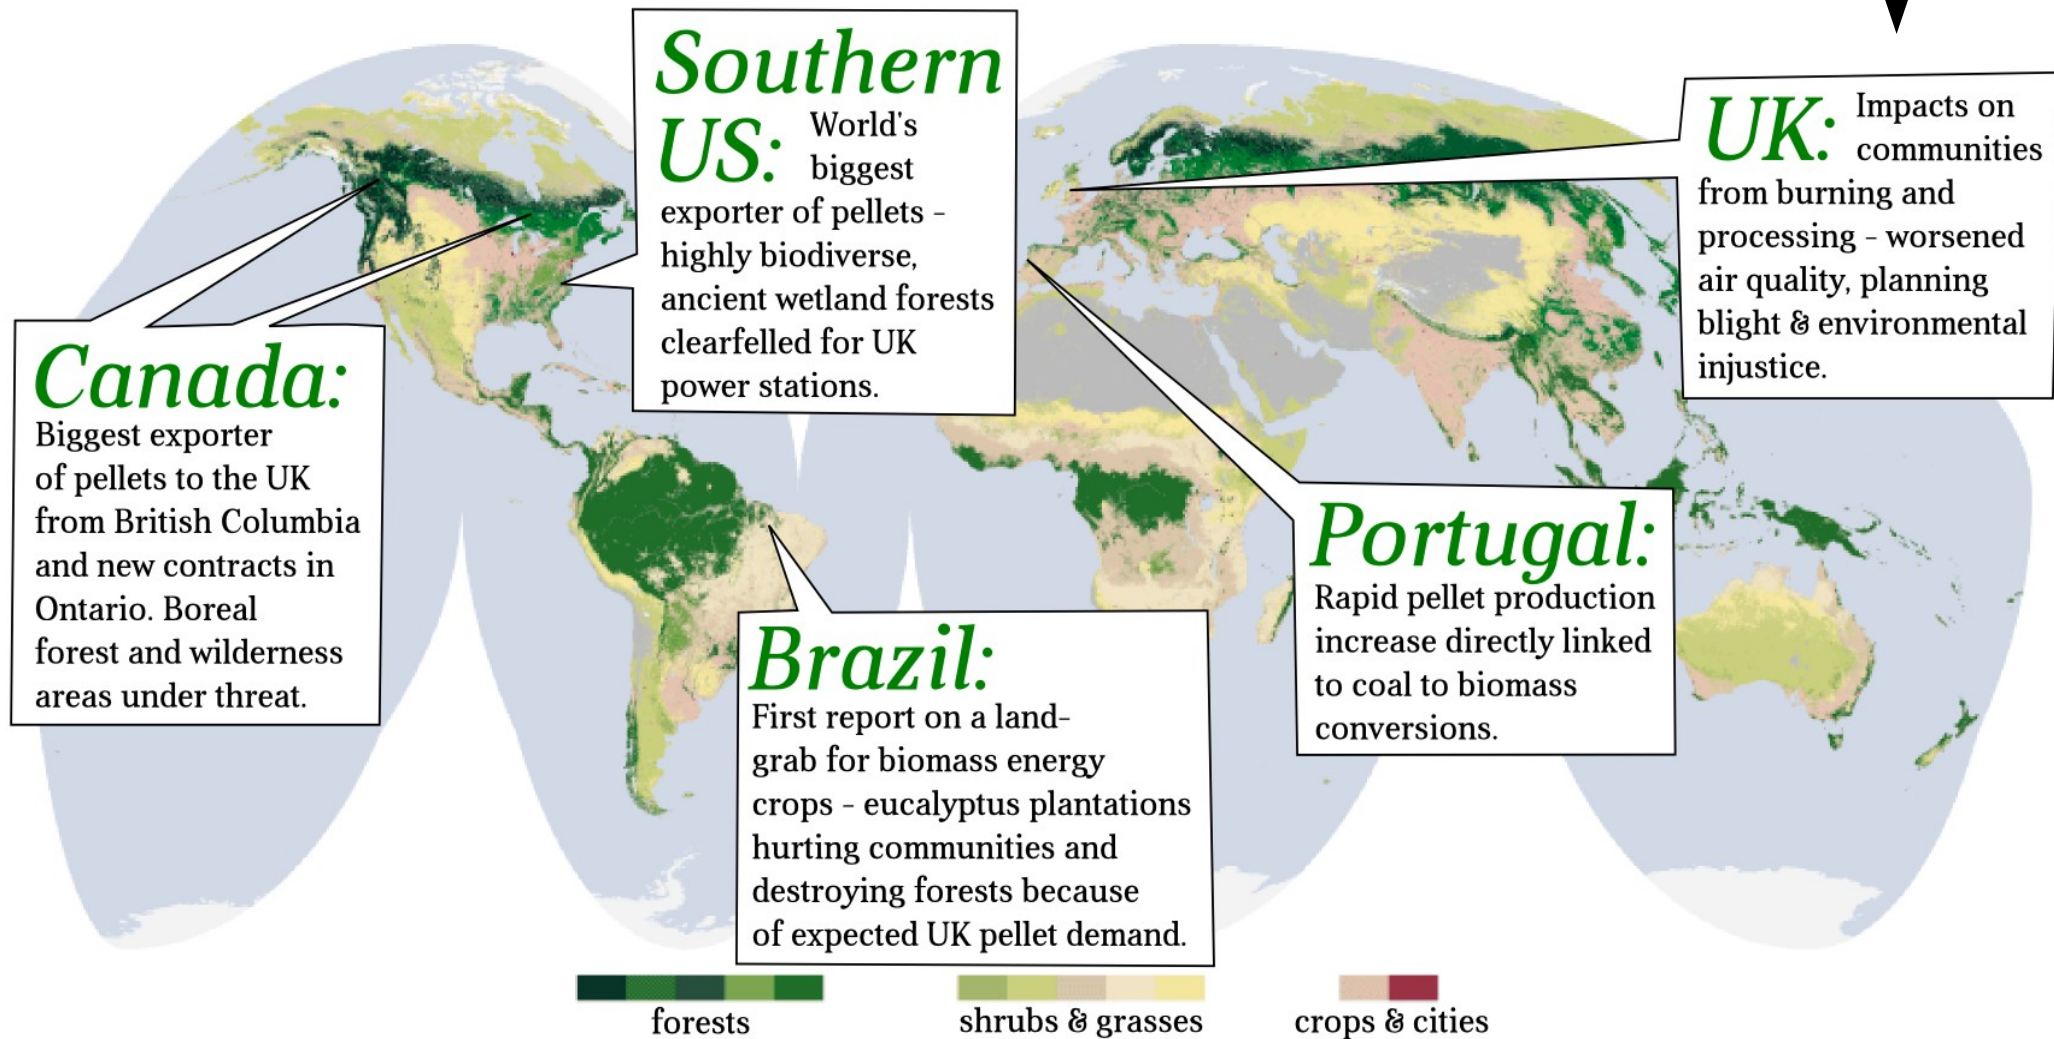 Southern
US: World's
biggest
exporter of pellets -
highly biodiverse,
ancient wetland forests
clearfelled for UK
power stations.
UK: Impacts on
communities
from burning and
processing - worsened
air quality, planning
blight & environmental
injustice.
Canada:
Biggest exporter
of pellets to the UK
from British Columbia
and new contracts in
Ontario. Boreal
forest and wilderness
areas under threat.
Portugal:
Rapid pellet production
increase directly linked
to coal to biomass
conversions.
Brazil:
First report on a land-
grab for biomass energy
crops - eucalyptus plantations
hurting communities and
destroying forests because
of expected UK pellet demand.
forests
shrubs & grasses
crops & cities